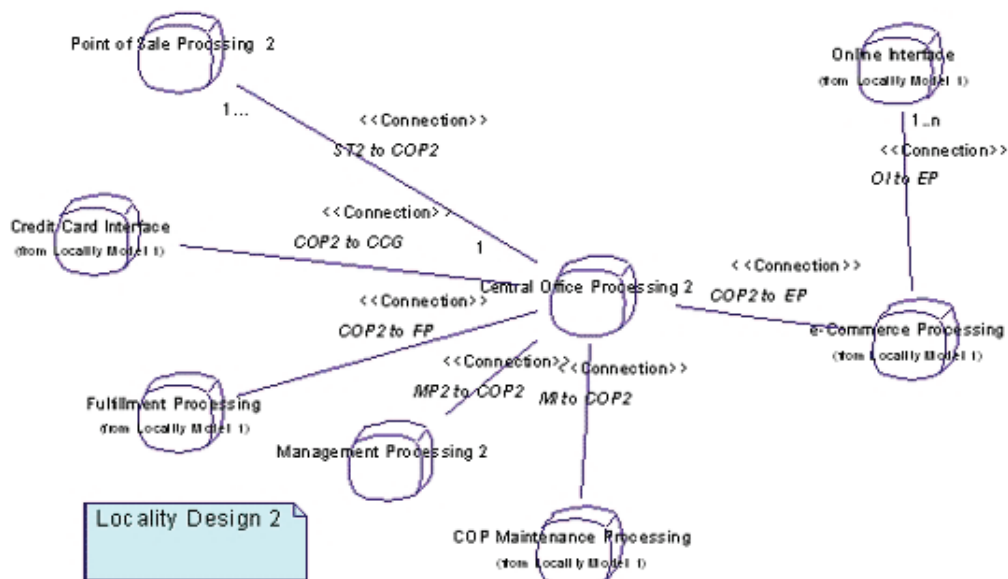 Point of Sale Procssing 2
Online Interface
(from Locality Model 1)
1...
1..n
<<Connection>>
ST2 to COP2
<<Connection>>
OI to EP
Credit Card Interface
(from Locality Model 1)
<<Connection>>
COP2 to CCG
1
Central Office Processing 2
<<Connection>>
COP2 to EP
<<Connection>>
COP2 to FP
e-Commerce Processing
(from Locality Model 1)
<<Connection>>
MP2 to COP2
<<Connection>>
MI to COP2
Fulfillment Processing
(from Locality Model 1)
Management Processing 2
Locality Design 2
COP Maintenance Processing
(from Locality Model 1)